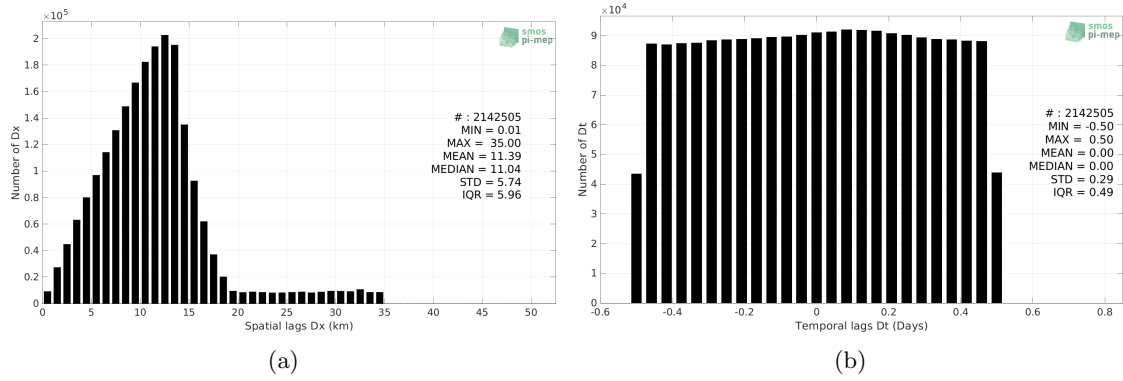 ×10⁵
2
1.8
1.6
1.4
1.2
1
0.8
0.6
0.4
0.2
0
Number of Dx
0 5 10 15 20 25 30 35 40 45 50
Spatial lags Dx (km)
smos
pi-mep
# : 2142505
MIN = 0.01
MAX = 35.00
MEAN = 11.39
MEDIAN = 11.04
STD = 5.74
IQR = 5.96
(a)
×10⁴
9
8
7
6
5
4
3
2
1
0
Number of Dt
-0.6 -0.4 -0.2 0 0.2 0.4 0.6 0.8
Temporal lags Dt (Days)
smos
pi-mep
# : 2142505
MIN = -0.50
MAX = 0.50
MEAN = 0.00
MEDIAN = 0.00
STD = 0.29
IQR = 0.49
(b)